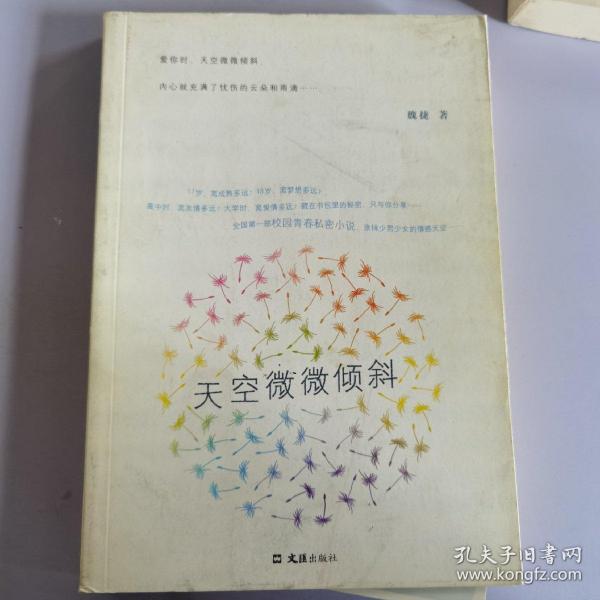 爱你时，天空微微倾斜
内心就充满了忧伤的云朵和雨滴……
魏捷 著
17岁，离成熟多远？18岁，离梦想多远？
高中时，离友情多远？大学时，离爱情多远？藏在书包里的秘密，只与你分享……
全国第一部校园青春私密小说，亲抹少男少女的情感天空……
天空微微倾斜
文匯出版社
孔夫子旧书网
www.kongfz.com